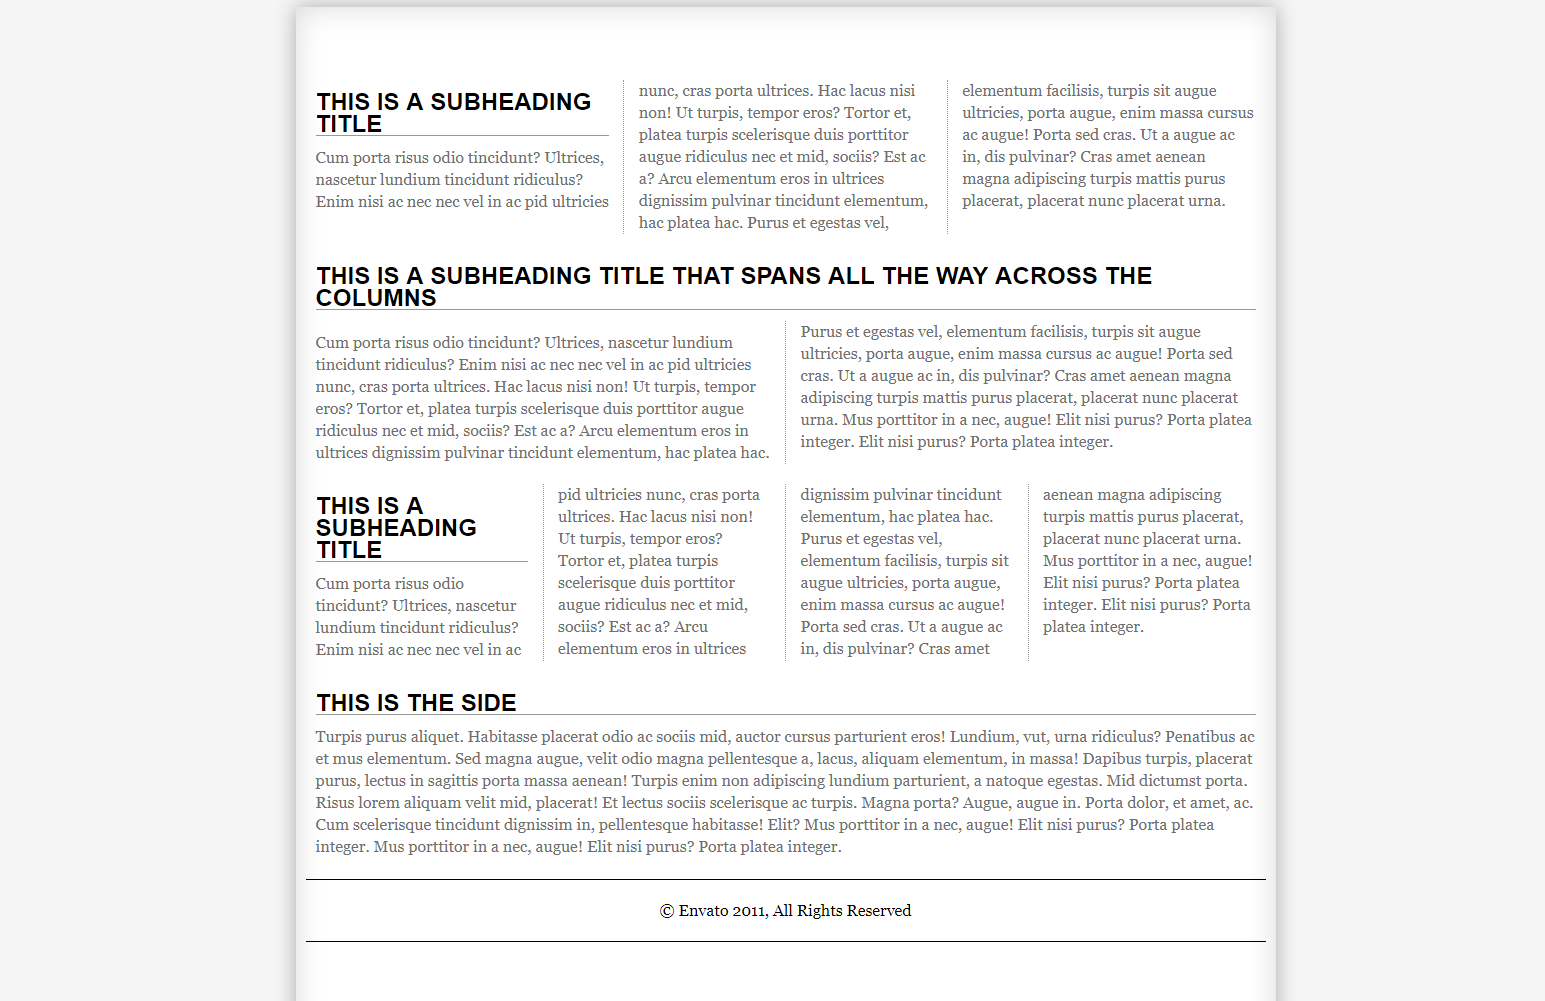 THIS IS A SUBHEADING
TITLE
Cum porta risus odio tincidunt? Ultrices,
nascetur lundium tincidunt ridiculus?
Enim nisi ac nec nec vel in ac pid ultricies
nunc, cras porta ultrices. Hac lacus nisi
non! Ut turpis, tempor eros? Tortor et,
platea turpis scelerisque duis porttitor
augue ridiculus nec et mid, sociis? Est ac
a? Arcu elementum eros in ultrices
dignissim pulvinar tincidunt elementum,
hac platea hac. Purus et egestas vel,
elementum facilisis, turpis sit augue
ultricies, porta augue, enim massa cursus
ac augue! Porta sed cras. Ut a augue ac
in, dis pulvinar? Cras amet aenean
magna adipiscing turpis mattis purus
placerat, placerat nunc placerat urna.
THIS IS A SUBHEADING TITLE THAT SPANS ALL THE WAY ACROSS THE
COLUMNS
Cum porta risus odio tincidunt? Ultrices, nascetur lundium
tincidunt ridiculus? Enim nisi ac nec nec vel in ac pid ultricies
nunc, cras porta ultrices. Hac lacus nisi non! Ut turpis, tempor
eros? Tortor et, platea turpis scelerisque duis porttitor augue
ridiculus nec et mid, sociis? Est ac a? Arcu elementum eros in
ultrices dignissim pulvinar tincidunt elementum, hac platea hac.
Purus et egestas vel, elementum facilisis, turpis sit augue
ultricies, porta augue, enim massa cursus ac augue! Porta sed
cras. Ut a augue ac in, dis pulvinar? Cras amet aenean magna
adipiscing turpis mattis purus placerat, placerat nunc placerat
urna. Mus porttitor in a nec, augue! Elit nisi purus? Porta platea
integer. Elit nisi purus? Porta platea integer.
THIS IS A
SUBHEADING
TITLE
Cum porta risus odio
tincidunt? Ultrices, nascetur
lundium tincidunt ridiculus?
Enim nisi ac nec nec vel in ac
pid ultricies nunc, cras porta
ultrices. Hac lacus nisi non!
Ut turpis, tempor eros?
Tortor et, platea turpis
scelerisque duis porttitor
augue ridiculus nec et mid,
sociis? Est ac a? Arcu
elementum eros in ultrices
dignissim pulvinar tincidunt
elementum, hac platea hac.
Purus et egestas vel,
elementum facilisis, turpis sit
augue ultricies, porta augue,
enim massa cursus ac augue!
Porta sed cras. Ut a augue ac
in, dis pulvinar? Cras amet
aenean magna adipiscing
turpis mattis purus placerat,
placerat nunc placerat urna.
Mus porttitor in a nec, augue!
Elit nisi purus? Porta platea
integer. Elit nisi purus? Porta
platea integer.
THIS IS THE SIDE
Turpis purus aliquet. Habitasse placerat odio ac sociis mid, auctor cursus parturient eros! Lundium, vut, urna ridiculus? Penatibus ac
et mus elementum. Sed magna augue, velit odio magna pellentesque a, lacus, aliquam elementum, in massa! Dapibus turpis, placerat
purus, lectus in sagittis porta massa aenean! Turpis enim non adipiscing lundium parturient, a natoque egestas. Mid dictumst porta.
Risus lorem aliquam velit mid, placerat! Et lectus sociis scelerisque ac turpis. Magna porta? Augue, augue in. Porta dolor, et amet, ac.
Cum scelerisque tincidunt dignissim in, pellentesque habitasse! Elit? Mus porttitor in a nec, augue! Elit nisi purus? Porta platea
integer. Mus porttitor in a nec, augue! Elit nisi purus? Porta platea integer.
© Envato 2011, All Rights Reserved